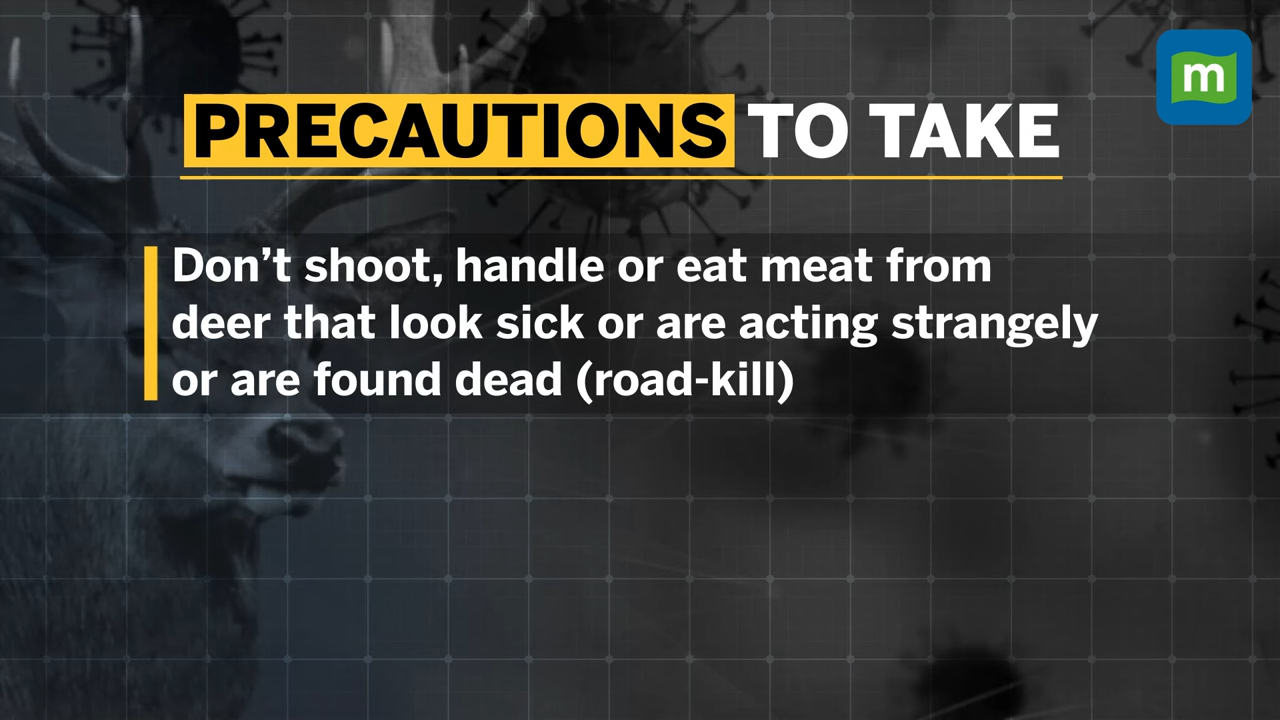 PRECAUTIONS TO TAKE
m
Don’t shoot, handle or eat meat from
deer that look sick or are acting strangely
or are found dead (road-kill)